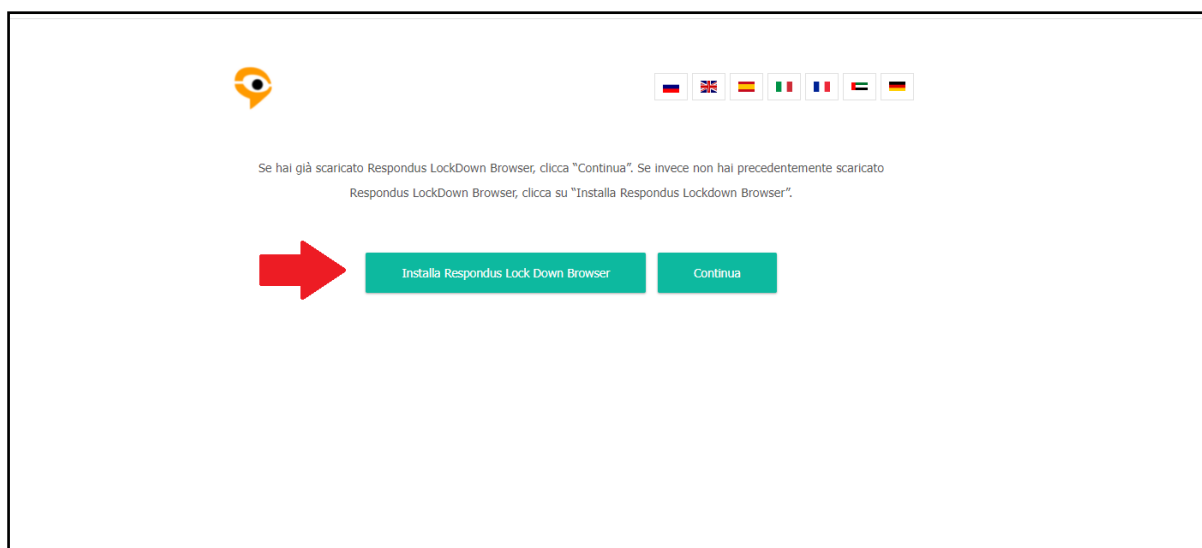 Se hai già scaricato Respondus LockDown Browser, clicca “Continua”. Se invece non hai precedentemente scaricato
Respondus LockDown Browser, clicca su “Installa Respondus Lockdown Browser”.
Installa Respondus Lock Down Browser
Continua